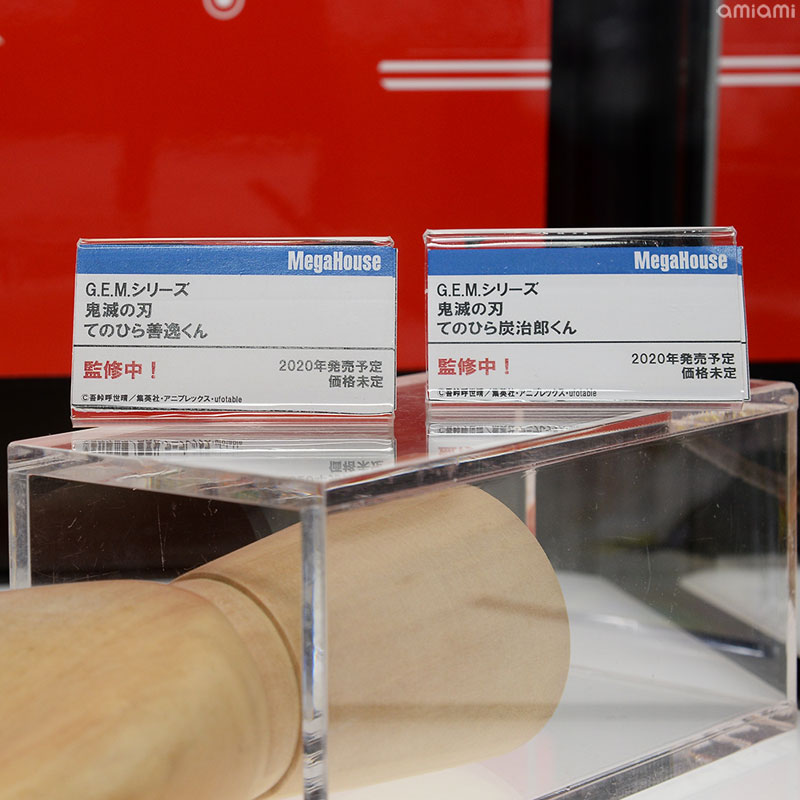 amiami
MegaHouse
G.E.M.シリーズ
鬼滅の刃
てのひら善逸くん
監修中！
2020年発売予定
価格未定
©吾峠呼世晴／集英社・アニプレックス・ufotable
MegaHouse
G.E.M.シリーズ
鬼滅の刃
てのひら炭治郎くん
監修中！
2020年発売予定
価格未定
©吾峠呼世晴／集英社・アニプレックス・ufotable